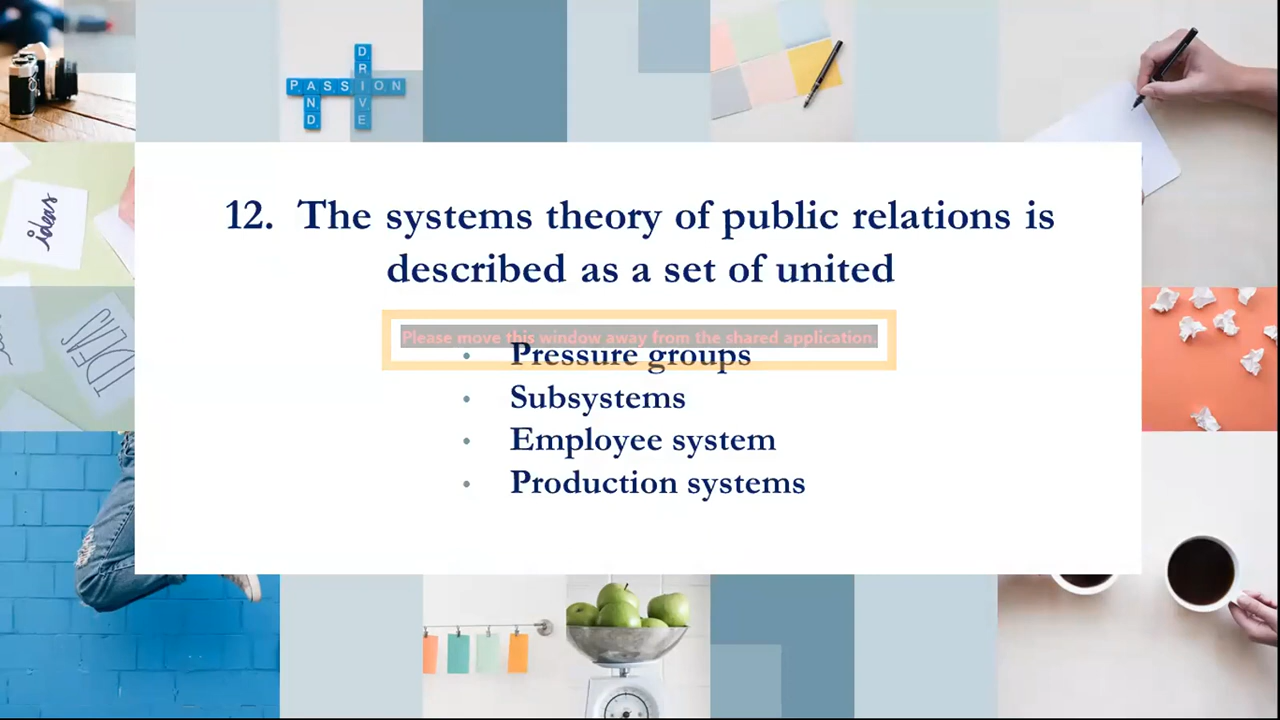 DRIVE
PASSION
AND
ideas
IDEAS
12. The systems theory of public relations is
described as a set of united
Please move this window away from the shared application.
• Pressure groups
• Subsystems
• Employee system
• Production systems